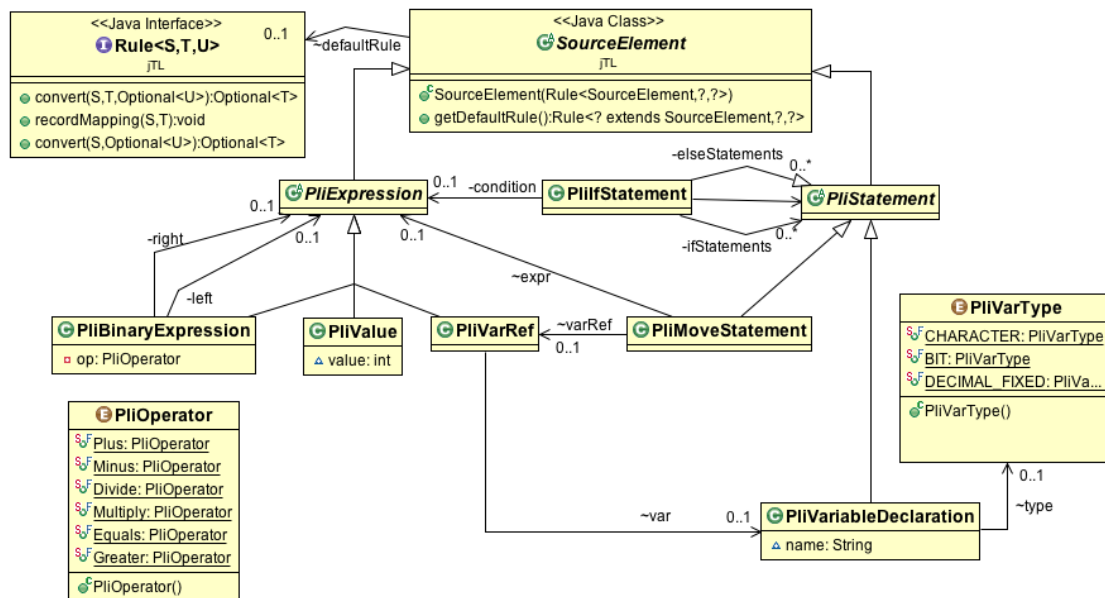 <<Java Interface>>
Rule<S,T,U>
jTL
convert(S,T,Optional<U>):Optional<T>
recordMapping(S,T):void
convert(S,Optional<U>):Optional<T>
0..1
~defaultRule
<<Java Class>>
SourceElement
jTL
SourceElement(Rule<SourceElement,?,?>)
getDefaultRule():Rule<? extends SourceElement,?,?>
PliExpression
0..1
-condition
PliIfStatement
-elseStatements
0..*
-ifStatements
0..*
PliStatement
0..1
-right
0..1
-left
0..1
~expr
PliBinaryExpression
op: PliOperator
PliValue
value: int
PliVarRef
~varRef
0..1
PliMoveStatement
PliVarType
CHARACTER: PliVarType
BIT: PliVarType
DECIMAL_FIXED: PliVa...
PliVarType()
0..1
~type
PliOperator
Plus: PliOperator
Minus: PliOperator
Divide: PliOperator
Multiply: PliOperator
Equals: PliOperator
Greater: PliOperator
PliOperator()
~var
0..1
PliVariableDeclaration
name: String